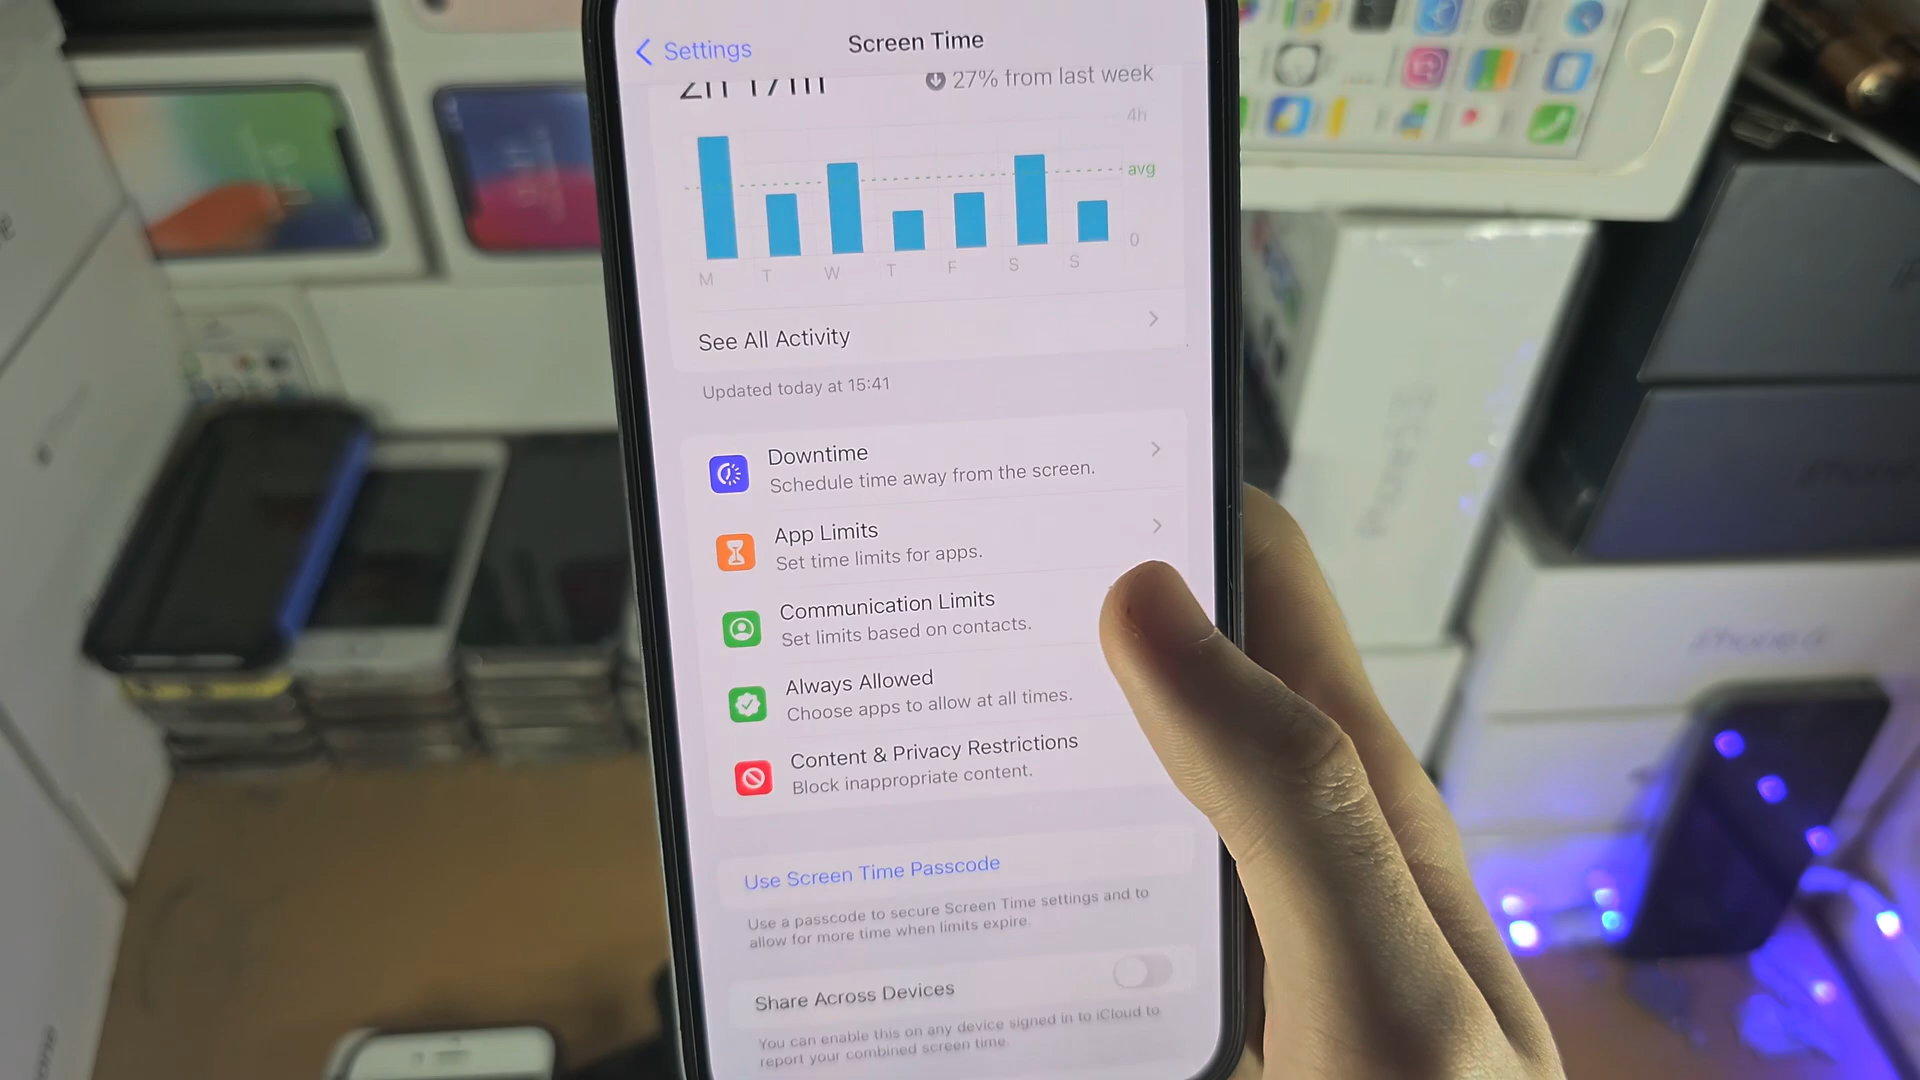 Settings
Screen Time
2h 17m
27% from last week
4h
avg
0
M T W T F S S
See All Activity
Updated today at 15:41
Downtime
Schedule time away from the screen.
App Limits
Set time limits for apps.
Communication Limits
Set limits based on contacts.
Always Allowed
Choose apps to allow at all times.
Content & Privacy Restrictions
Block inappropriate content.
Use Screen Time Passcode
Use a passcode to secure Screen Time settings and to
allow for more time when limits expire.
Share Across Devices
You can enable this on any device signed in to iCloud to
report your combined screen time.
iPhone